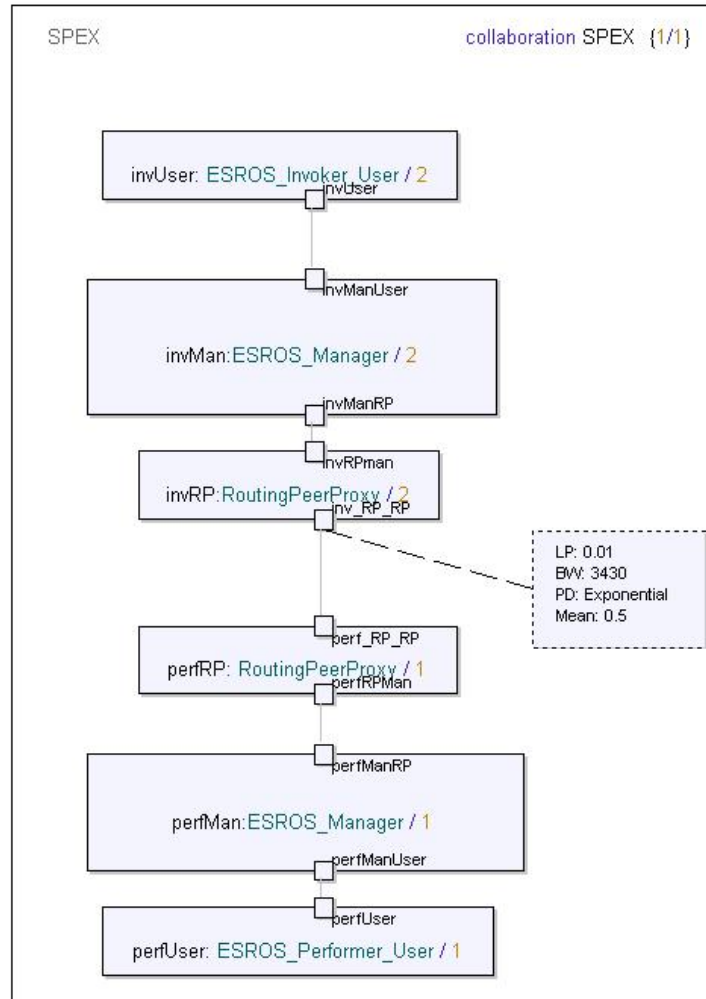 SPEX
collaboration SPEX {1/1}
invUser: ESROS_Invoker_User / 2
invUser
invManUser
invMan:ESROS_Manager / 2
invManRP
invRPman
invRP:RoutingPeerProxy / 2
inv_RP_RP
LP: 0.01
BW: 3430
PD: Exponential
Mean: 0.5
perf_RP_RP
perfRP: RoutingPeerProxy / 1
perfRPMan
perfManRP
perfMan:ESROS_Manager / 1
perfManUser
perfUser
perfUser: ESROS_Performer_User / 1